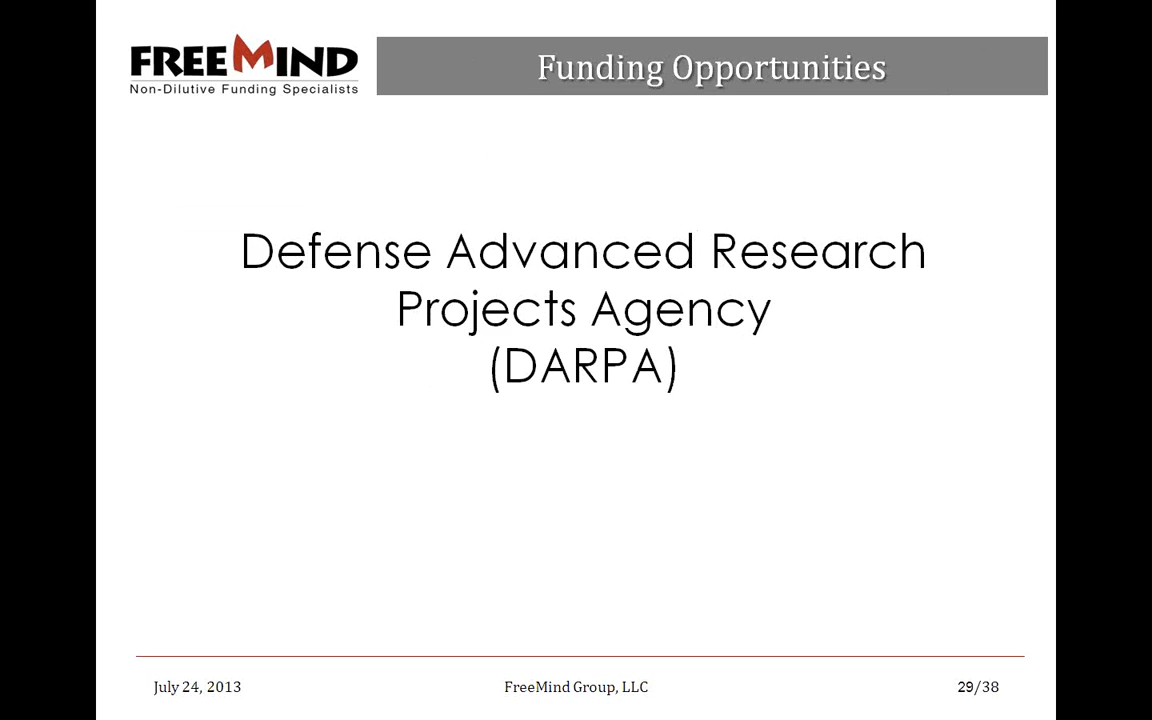 FREEMIND
Non-Dilutive Funding Specialists
Funding Opportunities
Defense Advanced Research
Projects Agency
(DARPA)
July 24, 2013
FreeMind Group, LLC
29/38